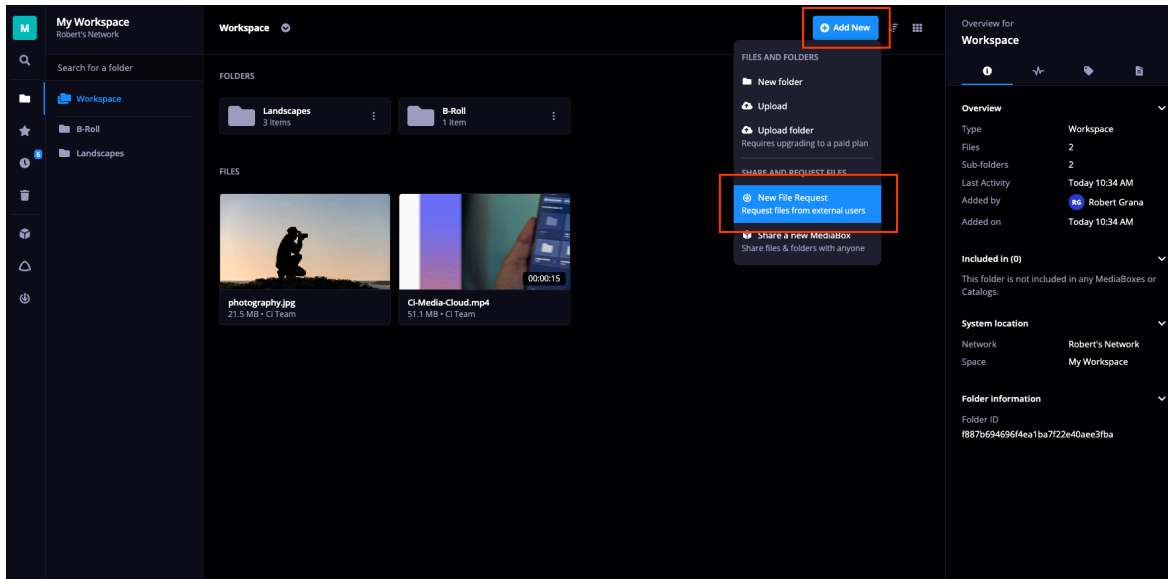 M
My Workspace
Robert's Network
Search for a folder
Workspace
B-Roll
Landscapes
6
Workspace
Add New
FOLDERS
Landscapes
3 Items
B-Roll
1 Item
FILES
photography.jpg
21.5 MB • Ci Team
00:00:15
Ci-Media-Cloud.mp4
51.1 MB • Ci Team
FILES AND FOLDERS
New folder
Upload
Upload folder
Requires upgrading to a paid plan
SHARE AND REQUEST FILES
New File Request
Request files from external users
Share a new MediaBox
Share files & folders with anyone
Overview for
Workspace
Overview
Type Workspace
Files 2
Sub-folders 2
Last Activity Today 10:34 AM
Added by RG Robert Grana
Added on Today 10:34 AM
Included in (0)
This folder is not included in any MediaBoxes or
Catalogs.
System location
Network Robert's Network
Space My Workspace
Folder information
Folder ID
f887b694696f4ea1ba7f22e40aee3fba